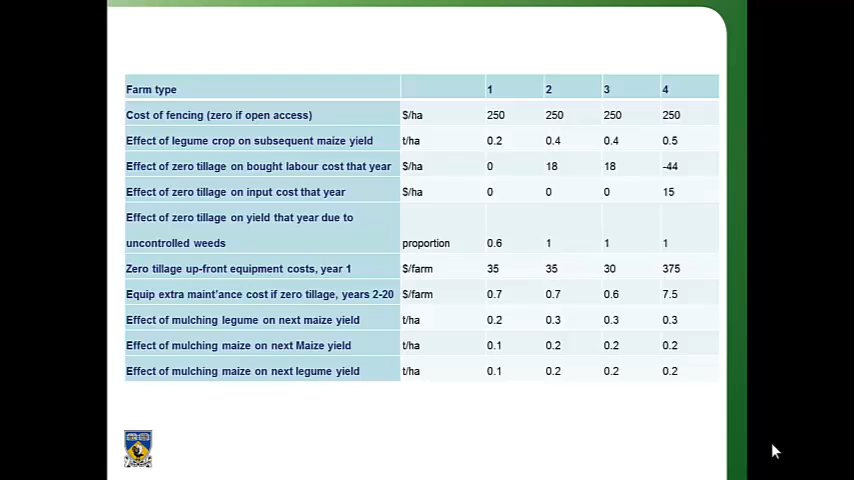 Farm type 1 2 3 4
Cost of fencing (zero if open access) $/ha 250 250 250 250
Effect of legume crop on subsequent maize yield t/ha 0.2 0.4 0.4 0.5
Effect of zero tillage on bought labour cost that year $/ha 0 18 18 -44
Effect of zero tillage on input cost that year $/ha 0 0 0 15
Effect of zero tillage on yield that year due to
uncontrolled weeds proportion 0.6 1 1 1
Zero tillage up-front equipment costs, year 1 $/farm 35 35 30 375
Equip extra maint'ance cost if zero tillage, years 2-20 $/farm 0.7 0.7 0.6 7.5
Effect of mulching legume on next maize yield t/ha 0.2 0.3 0.3 0.3
Effect of mulching maize on next Maize yield t/ha 0.1 0.2 0.2 0.2
Effect of mulching maize on next legume yield t/ha 0.1 0.2 0.2 0.2